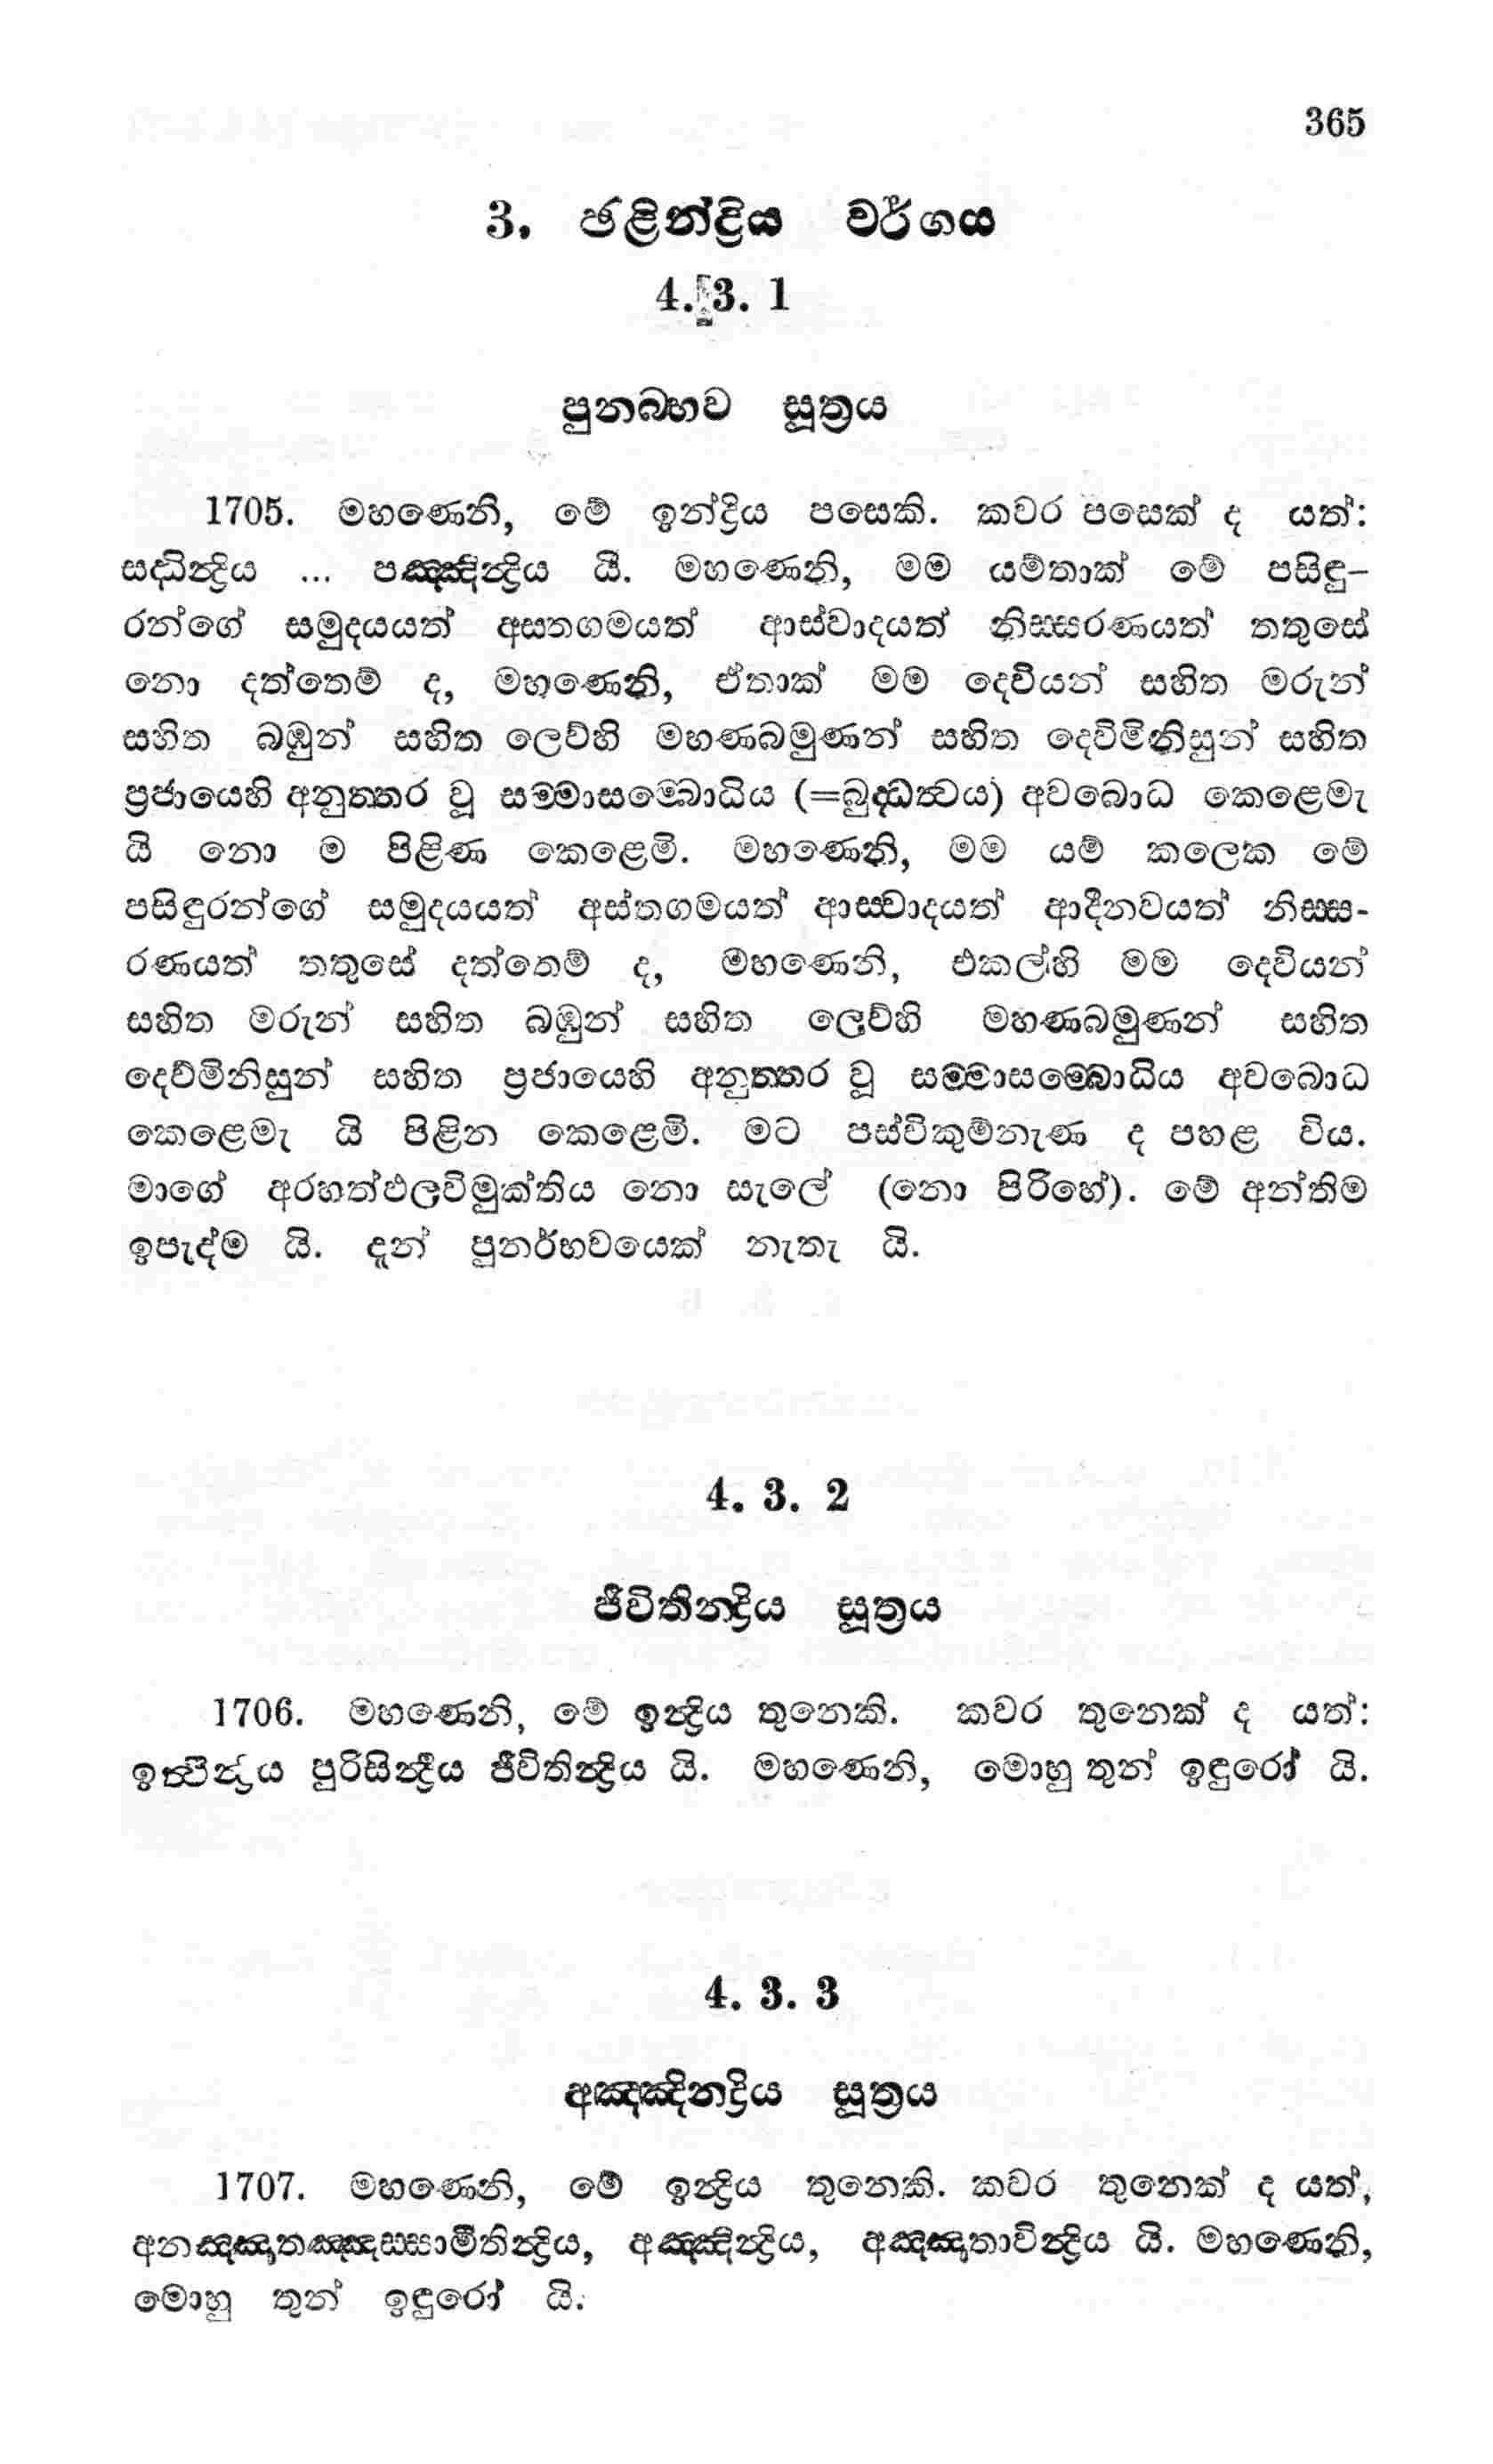 365
3. ඡළින්ද්‍රිය වර්ගය
4. 3. 1
පුනබ්භව සූත්‍රය
1705. මහණෙනි, මේ ඉන්ද්‍රිය පසෙකි. කවර පසෙක් ද යත්:
සද්ධින්ද්‍රිය ... පඤ්ඤින්ද්‍රිය යි. මහණෙනි, මම යම්තාක් මේ පසිඳු-
රන්ගේ සමුදයයත් අස්තගමයත් ආස්වාදයත් නිස්සරණයත් තතුසේ
නො දත්තෙම් ද, මහණෙනි, ඒතාක් මම දෙවියන් සහිත මරුන්
සහිත බඹුන් සහිත ලෙව්හි මහණබමුණන් සහිත දෙව්මිනිසුන් සහිත
ප්‍රජායෙහි අනුත්තර වූ සම්මාසම්බොධිය (=බුද්ධත්වය) අවබොධ කෙළෙමැ
යි නො ම පිළිණ කෙළෙමි. මහණෙනි, මම යම් කලෙක මේ
පසිඳුරන්ගේ සමුදයයත් අස්තගමයත් ආස්වාදයත් ආදීනවයත් නිස්ස-
රණයත් තතුසේ දත්තෙම් ද, මහණෙනි, එකල්හි මම දෙවියන්
සහිත මරුන් සහිත බඹුන් සහිත ලෙව්හි මහණබමුණන් සහිත
දෙව්මිනිසුන් සහිත ප්‍රජායෙහි අනුත්තර වූ සම්මාසම්බොධිය අවබොධ
කෙළෙමැ යි පිළින කෙළෙමි. මට පස්විකුම්නැණ ද පහළ විය.
මාගේ අරහත්ඵලවිමුක්තිය නො සැලේ (නො පිරිහේ). මේ අන්තිම
ඉපැද්ම යි. දැන් පුනර්භවයෙක් නැතැ යි.
4. 3. 2
ජීවිතින්ද්‍රිය සූත්‍රය
1706. මහණෙනි, මේ ඉන්ද්‍රිය තුනෙකි. කවර තුනෙක් ද යත්:
ඉත්ථින්ද්‍රිය පුරිසින්ද්‍රිය ජීවිතින්ද්‍රිය යි. මහණෙනි, මොහු තුන් ඉඳුරෝ යි.
4. 3. 3
අඤ්ඤින්ද්‍රිය සූත්‍රය
1707. මහණෙනි, මේ ඉන්ද්‍රිය තුනෙකි. කවර තුනෙක් ද යත්,
අනඤ්ඤාතඤ්ඤස්සාමීතින්ද්‍රිය, අඤ්ඤින්ද්‍රිය, අඤ්ඤාතාවින්ද්‍රිය යි. මහණෙනි,
මොහු තුන් ඉඳුරෝ යි.